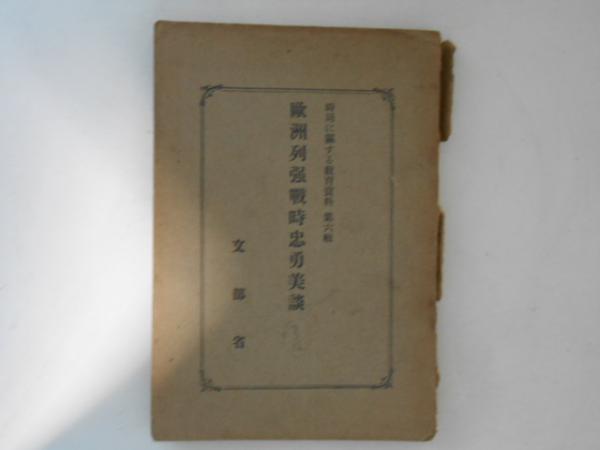 時局に關する教育資料 第六輯
歐洲列强戰時忠勇美談
文部省